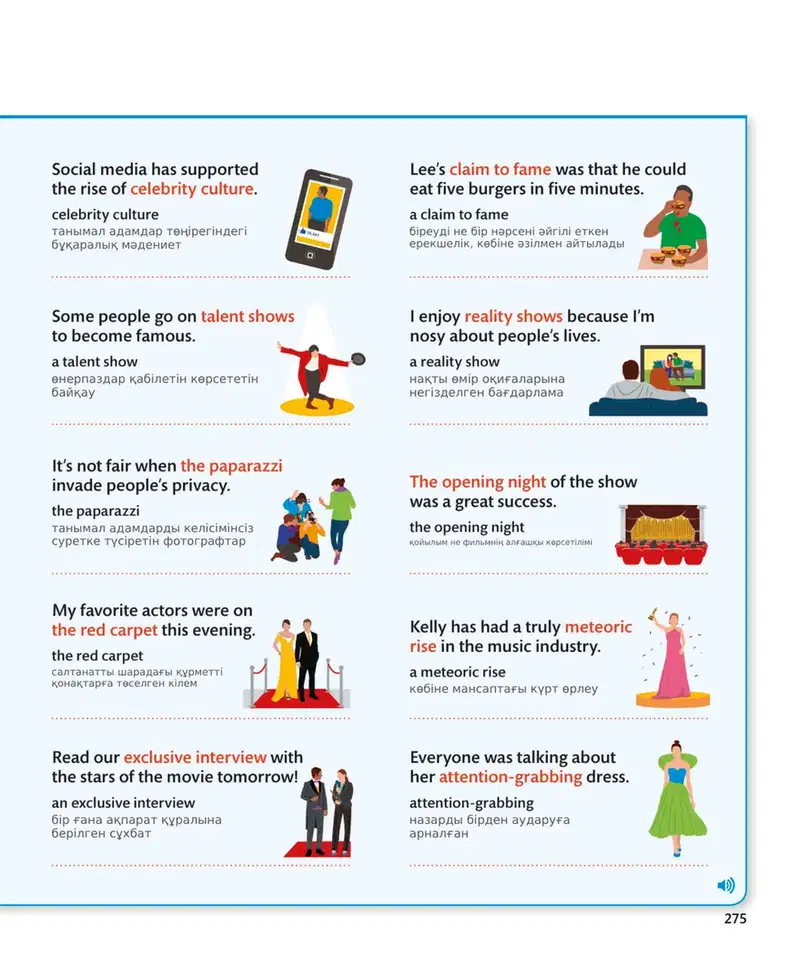 Social media has supported
the rise of celebrity culture.
celebrity culture
танымал адамдар төңірегіндегі
бұқаралық мәдениет
Lee's claim to fame was that he could
eat five burgers in five minutes.
a claim to fame
біреуді не бір нәрсені әйгілі еткен
ерекшелік, көбіне әзілмен айтылады
Some people go on talent shows
to become famous.
a talent show
өнерпаздар қабілетін көрсететін
байқау
I enjoy reality shows because I'm
nosy about people's lives.
a reality show
нақты өмір оқиғаларына
негізделген бағдарлама
It's not fair when the paparazzi
invade people's privacy.
the paparazzi
танымал адамдарды келісімінсіз
суретке түсіретін фотографтар
The opening night of the show
was a great success.
the opening night
қойылым не фильмнің алғашқы көрсетілімі
My favorite actors were on
the red carpet this evening.
the red carpet
салтанатты шарадағы құрметті
қонақтарға төселген кілем
Kelly has had a truly meteoric
rise in the music industry.
a meteoric rise
көбіне мансаптағы күрт өрлеу
Read our exclusive interview with
the stars of the movie tomorrow!
an exclusive interview
бір ғана ақпарат құралына
берілген сұхбат
Everyone was talking about
her attention-grabbing dress.
attention-grabbing
назарды бірден аударуға
арналған
275